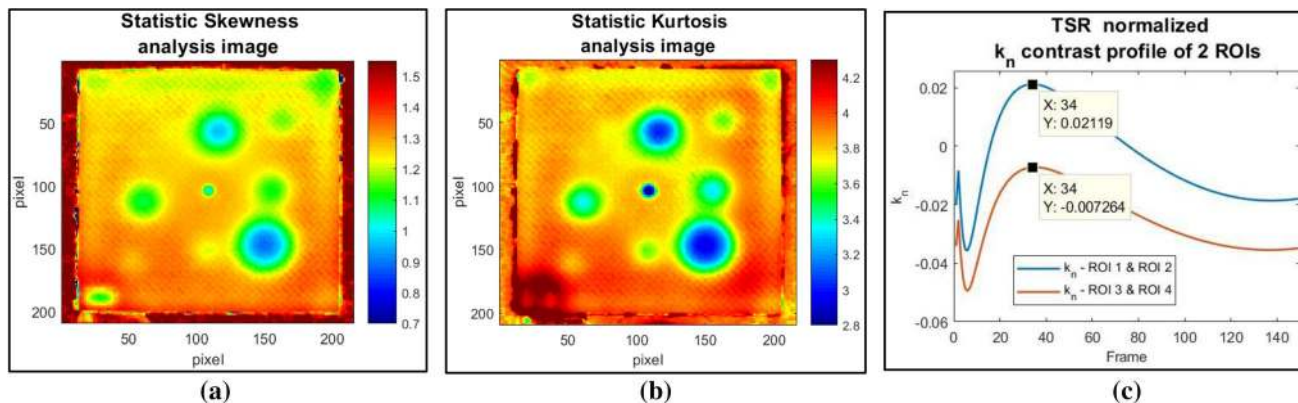 Statistic Skewness
analysis image
50
100
150
200
50
100
150
200
pixel
pixel
1.5
1.4
1.3
1.2
1.1
1
0.9
0.8
0.7
(a)
Statistic Kurtosis
analysis image
50
100
150
200
50
100
150
200
pixel
pixel
4.2
4
3.8
3.6
3.4
3.2
3
2.8
(b)
TSR normalized
kn contrast profile of 2 ROIs
0.02
0
-0.02
-0.04
-0.06
kn
X: 34
Y: 0.02119
X: 34
Y: -0.007264
kn - ROI 1 & ROI 2
kn - ROI 3 & ROI 4
0
20
40
60
80
100
120
140
Frame
(c)